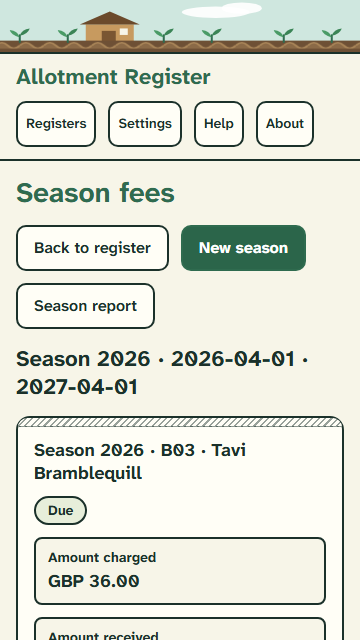 Allotment Register
Registers
Settings
Help
About
Season fees
Back to register
New season
Season report
Season 2026 · 2026-04-01 ·
2027-04-01
Season 2026 · B03 · Tavi
Bramblequill
Due
Amount charged
GBP 36.00
Amount received